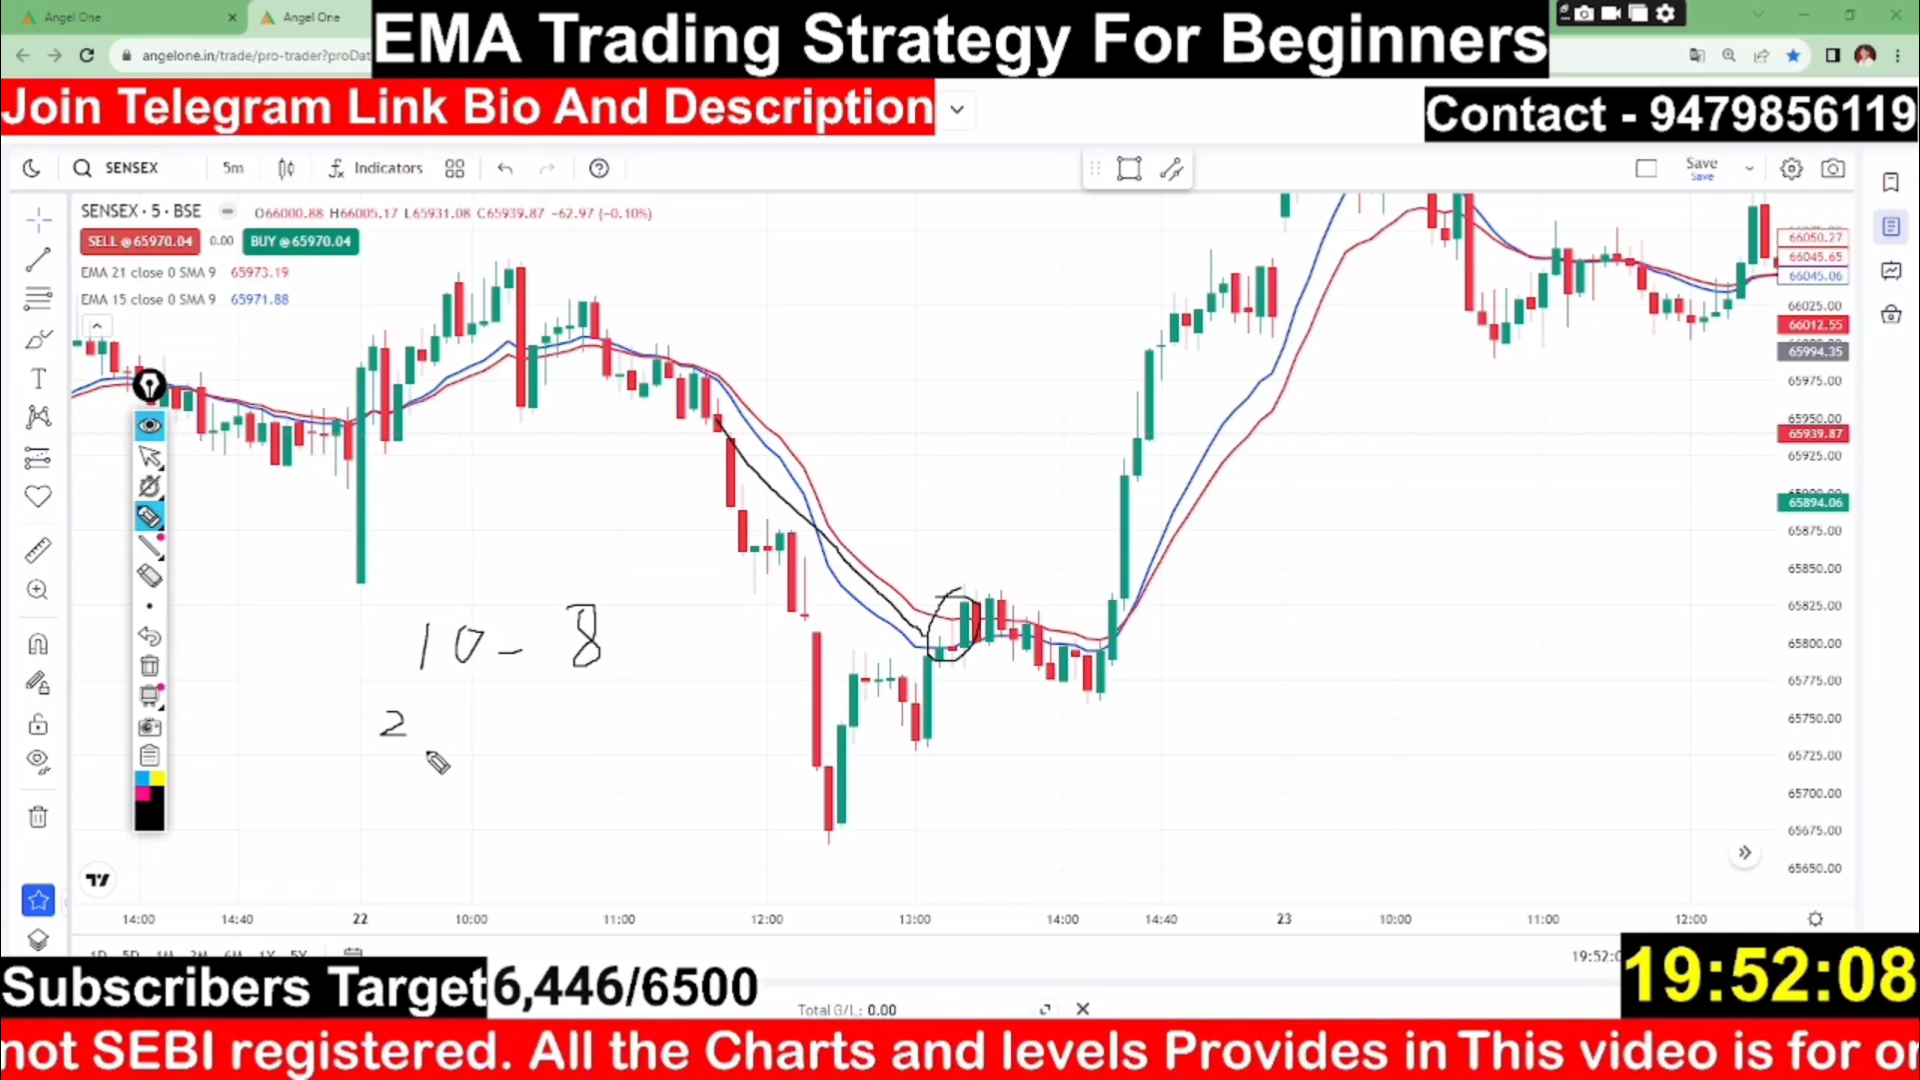 Angel One
Angel One
angelone.in/trade/pro-trader?proDat
EMA Trading Strategy For Beginners
Join Telegram Link Bio And Description
Contact - 9479856119
SENSEX
5m
Indicators
Save
Save
SENSEX · 5 · BSE
O66000.88 H66005.17 L65931.08 C65939.87 −62.97 (−0.10%)
SELL @65970.04
0.00
BUY @65970.04
EMA 21 close 0 SMA 9 65973.19
EMA 15 close 0 SMA 9 65971.88
66050.27
66045.65
66045.06
66025.00
66012.55
65994.35
65975.00
65950.00
65939.87
65925.00
65894.06
65875.00
65850.00
65825.00
65800.00
65775.00
65750.00
65725.00
65700.00
65675.00
65650.00
10 - 8
2
14:00 14:40 22 10:00 11:00 12:00 13:00 14:00 14:40 23 10:00 11:00 12:00
19:52:0
19:52:08
Subscribers Target 6,446/6500
Total G/L: 0.00
not SEBI registered. All the Charts and levels Provides in This video is for or